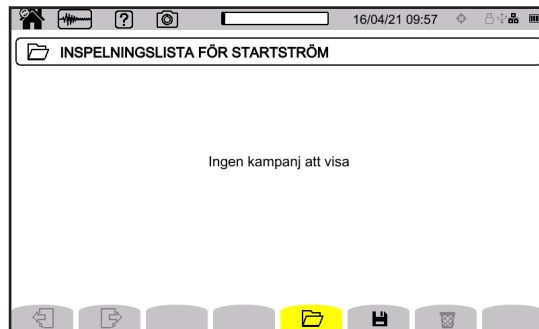 ? 16/04/21 09:57
INSPELNINGSLISTA FÖR STARTSTRÖM
Ingen kampanj att visa